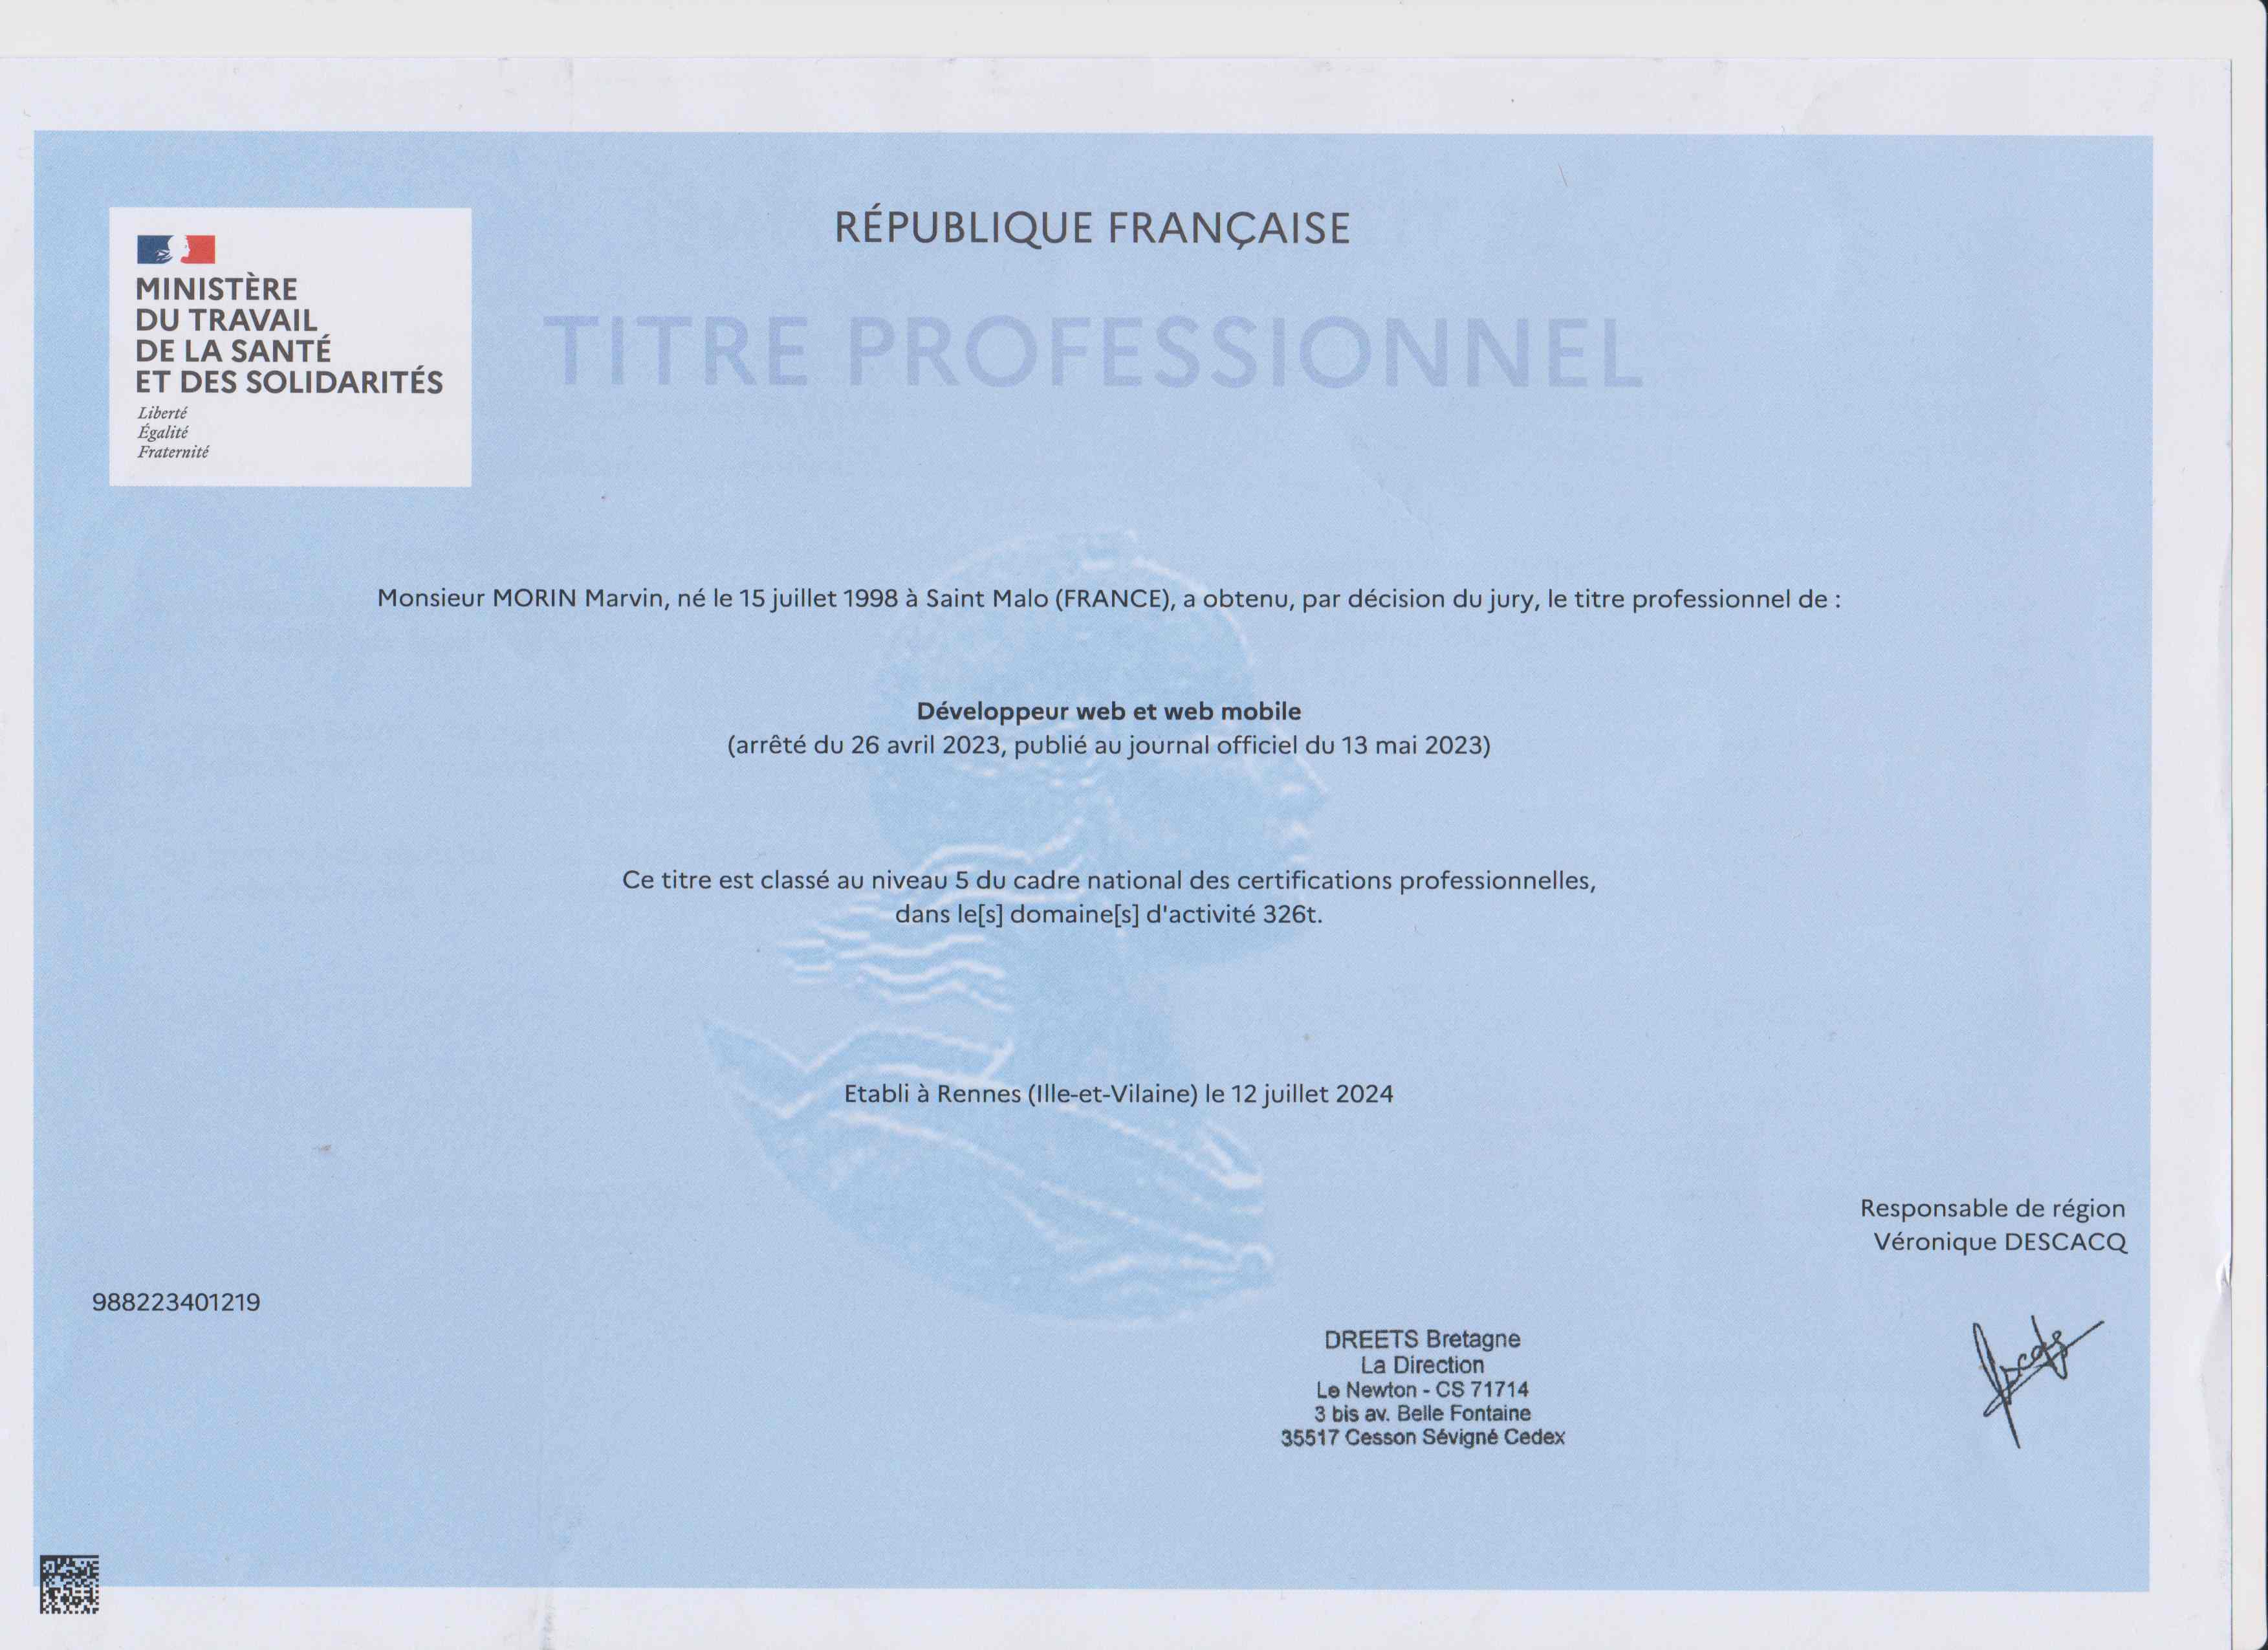 RÉPUBLIQUE FRANÇAISE
MINISTÈRE
DU TRAVAIL
DE LA SANTÉ
ET DES SOLIDARITÉS
Liberté
Égalité
Fraternité
TITRE PROFESSIONNEL
Monsieur MORIN Marvin, né le 15 juillet 1998 à Saint Malo (FRANCE), a obtenu, par décision du jury, le titre professionnel de :
Développeur web et web mobile
(arrêté du 26 avril 2023, publié au journal officiel du 13 mai 2023)
Ce titre est classé au niveau 5 du cadre national des certifications professionnelles,
dans le[s] domaine[s] d'activité 326t.
Etabli à Rennes (Ille-et-Vilaine) le 12 juillet 2024
Responsable de région
Véronique DESCACQ
988223401219
DREETS Bretagne
La Direction
Le Newton - CS 71714
3 bis av. Belle Fontaine
35517 Cesson Sévigné Cedex